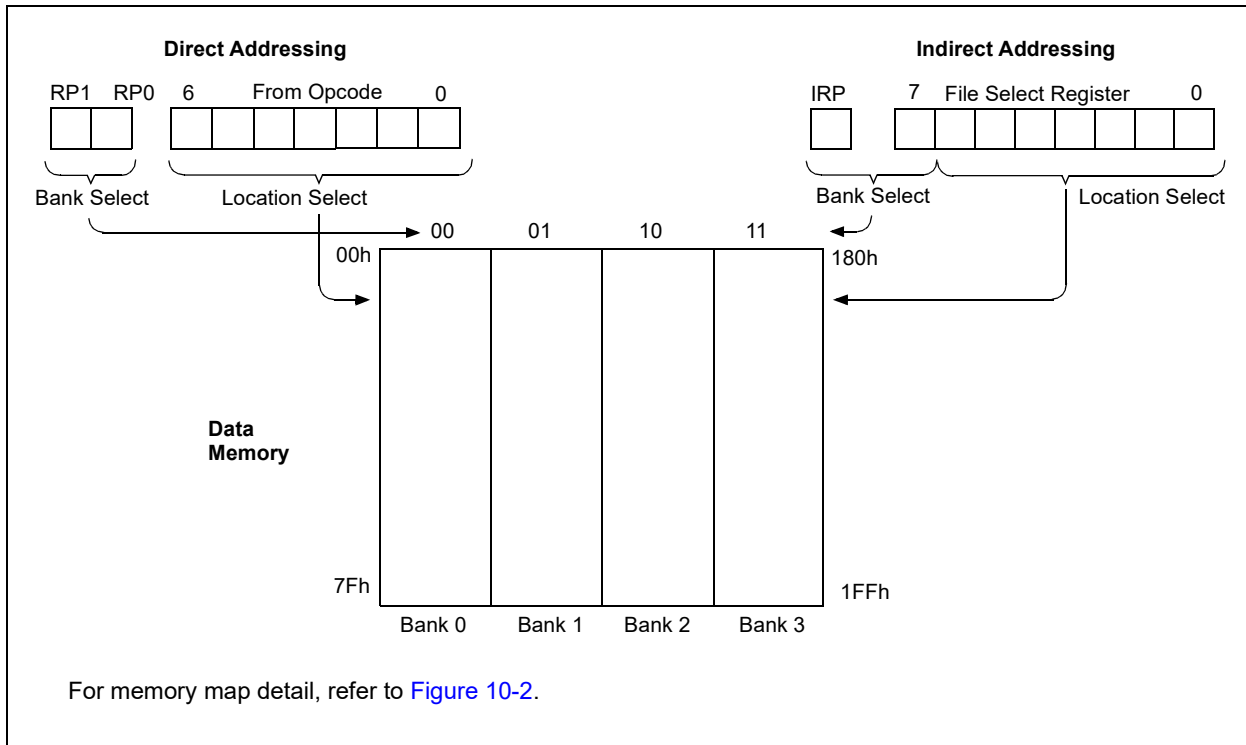 Direct Addressing
Indirect Addressing
RP1 RP0 6 From Opcode 0
IRP 7 File Select Register 0
Bank Select Location Select
Bank Select Location Select
00 01 10 11
00h 180h
Data
Memory
7Fh 1FFh
Bank 0 Bank 1 Bank 2 Bank 3
For memory map detail, refer to Figure 10-2.